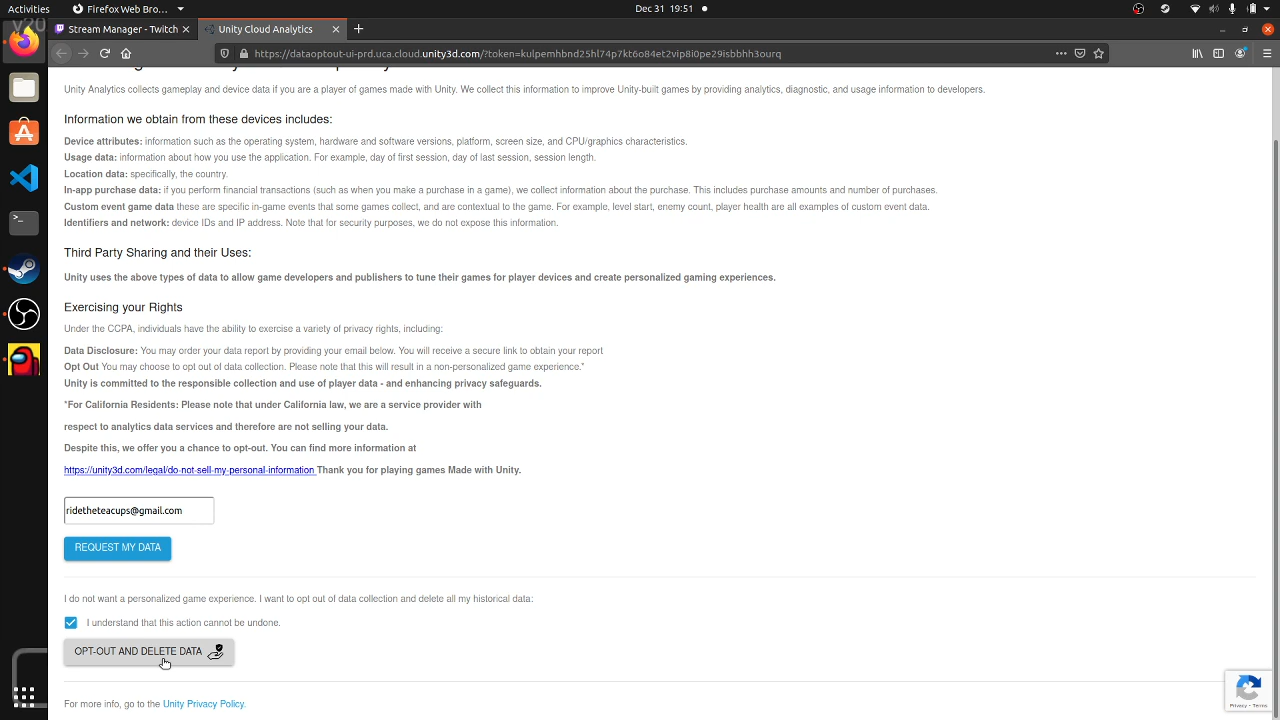 Activities Firefox Web Bro... Dec 31 19:51
v20
Stream Manager - Twitch Unity Cloud Analytics
https://dataoptout-ui-prd.uca.cloud.unity3d.com/?token=kulpemhbnd25hl74p7kt6o84et2vip8i0pe29isbbhh3ourq
Unity Analytics collects gameplay and device data if you are a player of games made with Unity. We collect this information to improve Unity-built games by providing analytics, diagnostic, and usage information to developers.
Information we obtain from these devices includes:
Device attributes: information such as the operating system, hardware and software versions, platform, screen size, and CPU/graphics characteristics.
Usage data: information about how you use the application. For example, day of first session, day of last session, session length.
Location data: specifically, the country.
In-app purchase data: if you perform financial transactions (such as when you make a purchase in a game), we collect information about the purchase. This includes purchase amounts and number of purchases.
Custom event game data these are specific in-game events that some games collect, and are contextual to the game. For example, level start, enemy count, player health are all examples of custom event data.
Identifiers and network: device IDs and IP address. Note that for security purposes, we do not expose this information.
Third Party Sharing and their Uses:
Unity uses the above types of data to allow game developers and publishers to tune their games for player devices and create personalized gaming experiences.
Exercising your Rights
Under the CCPA, individuals have the ability to exercise a variety of privacy rights, including:
Data Disclosure: You may order your data report by providing your email below. You will receive a secure link to obtain your report
Opt Out You may choose to opt out of data collection. Please note that this will result in a non-personalized game experience.*
Unity is committed to the responsible collection and use of player data - and enhancing privacy safeguards.
*For California Residents: Please note that under California law, we are a service provider with
respect to analytics data services and therefore are not selling your data.
Despite this, we offer you a chance to opt-out. You can find more information at
https://unity3d.com/legal/do-not-sell-my-personal-information Thank you for playing games Made with Unity.
ridetheteacups@gmail.com
REQUEST MY DATA
I do not want a personalized game experience. I want to opt out of data collection and delete all my historical data:
I understand that this action cannot be undone.
OPT-OUT AND DELETE DATA
For more info, go to the Unity Privacy Policy.
Privacy - Terms